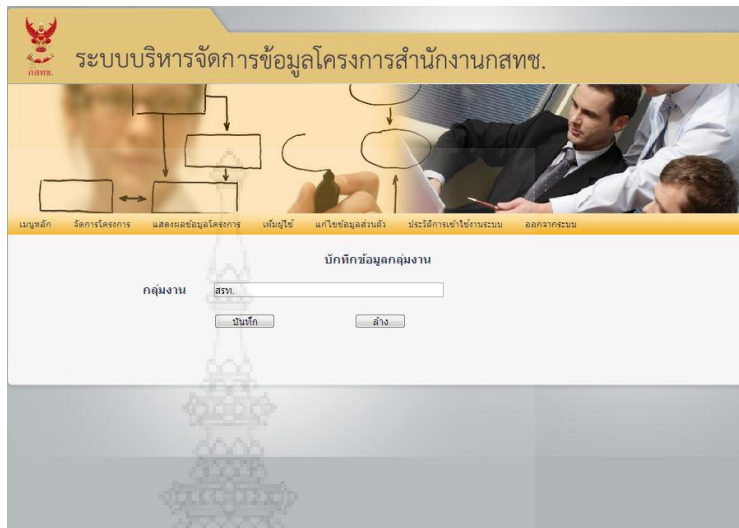 กสทช.
ระบบบริหารจัดการข้อมูลโครงการสำนักงานกสทช.
เมนูหลัก จัดการโครงการ แสดงผลข้อมูลโครงการ เพิ่มผู้ใช้ แก้ไขข้อมูลส่วนตัว ประวัติการเข้าใช้งานระบบ ออกจากระบบ
บักทึกข้อมูลกลุ่มงาน
กลุ่มงาน สรท.
บันทึก ล้าง